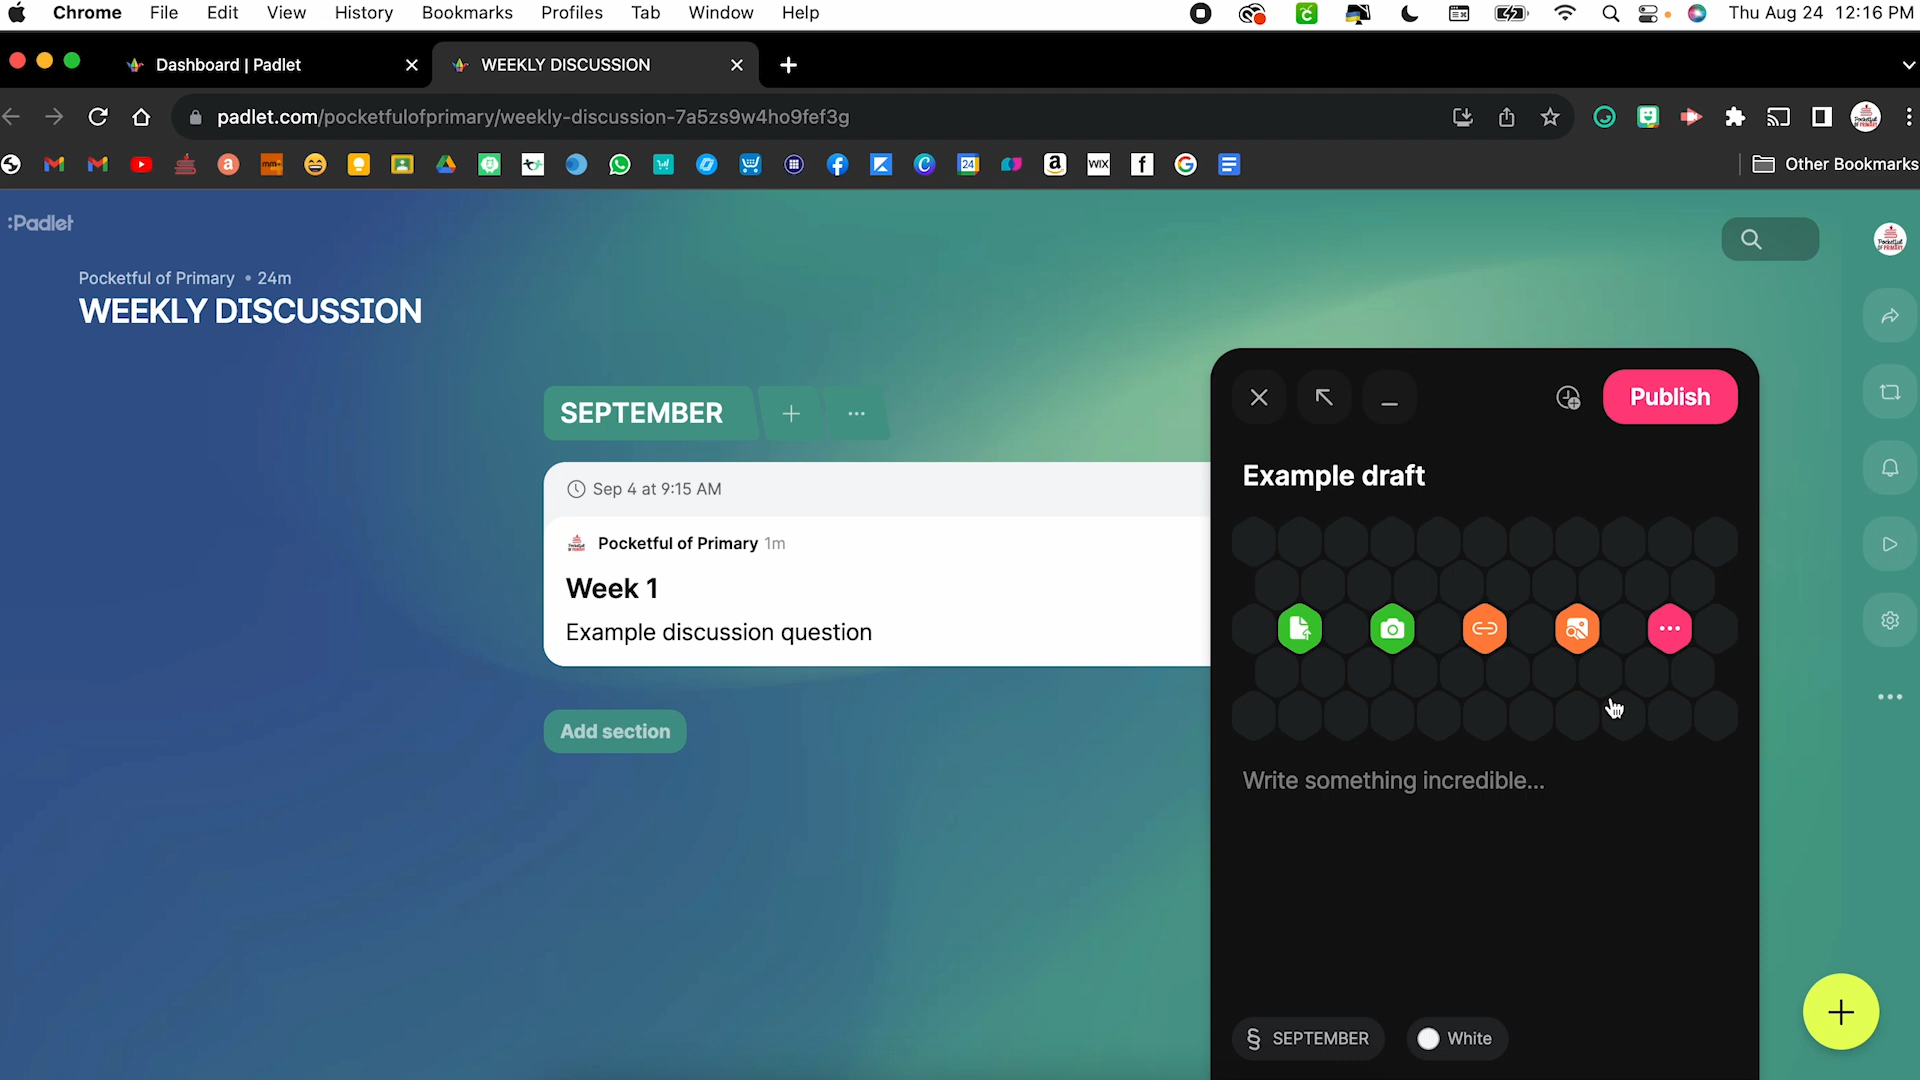 Chrome File Edit View History Bookmarks Profiles Tab Window Help Thu Aug 24 12:16 PM
Dashboard | Padlet WEEKLY DISCUSSION
padlet.com/pocketfulofprimary/weekly-discussion-7a5zs9w4ho9fef3g
mm+ 24 WIX Other Bookmarks
:Padlet
Pocketful of Primary • 24m
WEEKLY DISCUSSION
SEPTEMBER
Publish
Example draft
Sep 4 at 9:15 AM
Pocketful of Primary 1m
Week 1
Example discussion question
Add section
Write something incredible...
§ SEPTEMBER White